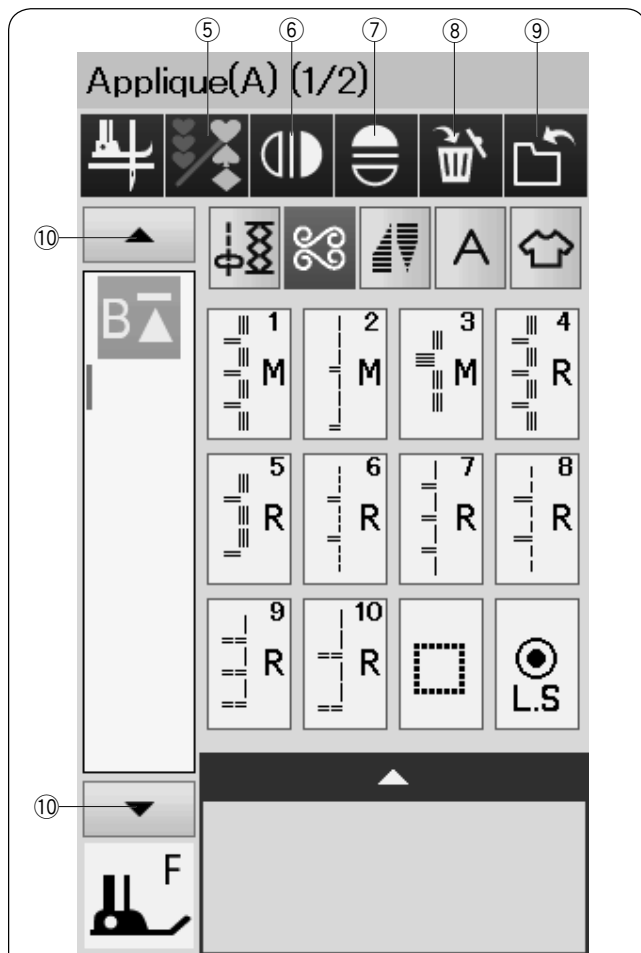 ⑤ ⑥ ⑦ ⑧ ⑨
Applique(A) (1/2)
⑩
A
B
1 M
2 M
3 M
4 R
5 R
6 R
7 R
8 R
9 R
10 R
L.S
⑩
F